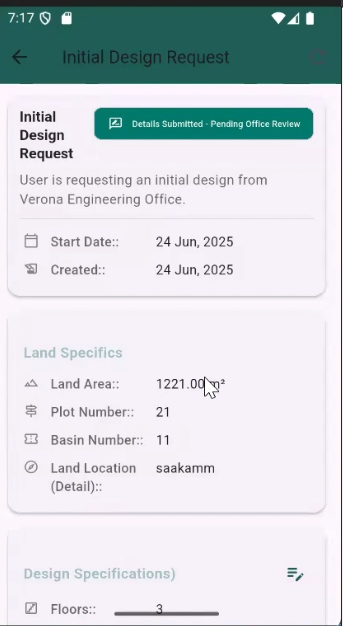 7:17
Initial Design Request
Initial
Design
Request
Details Submitted - Pending Office Review
User is requesting an initial design from
Verona Engineering Office.
Start Date:: 24 Jun, 2025
Created:: 24 Jun, 2025
Land Specifics
Land Area:: 1221.00 m²
Plot Number:: 21
Basin Number:: 11
Land Location saakamm
(Detail)::
Design Specifications)
Floors:: 3